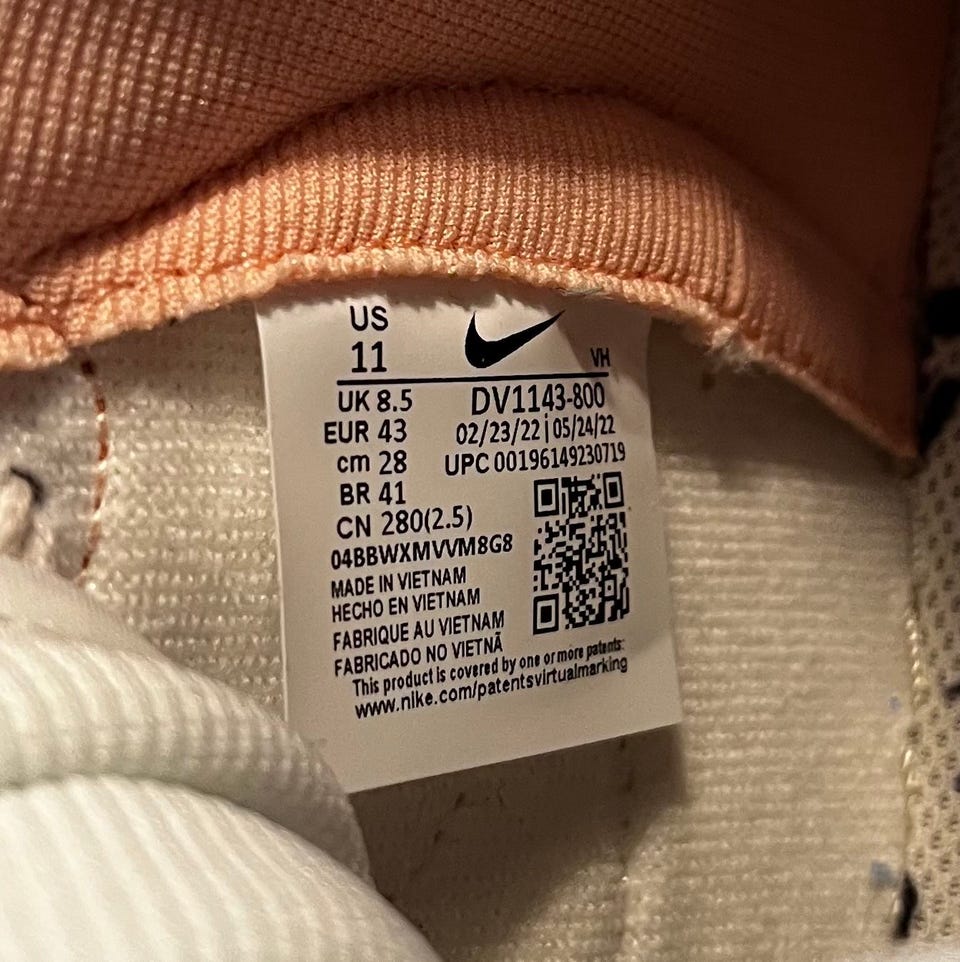 US
11
VH
UK 8.5 DV1143-800
EUR 43 02/23/22 | 05/24/22
cm 28 UPC 00196149230719
BR 41
CN 280(2.5)
04BBWXMVVM8G8
MADE IN VIETNAM
HECHO EN VIETNAM
FABRIQUE AU VIETNAM
FABRICADO NO VIETNÃ
This product is covered by one or more patents:
www.nike.com/patentsvirtualmarking